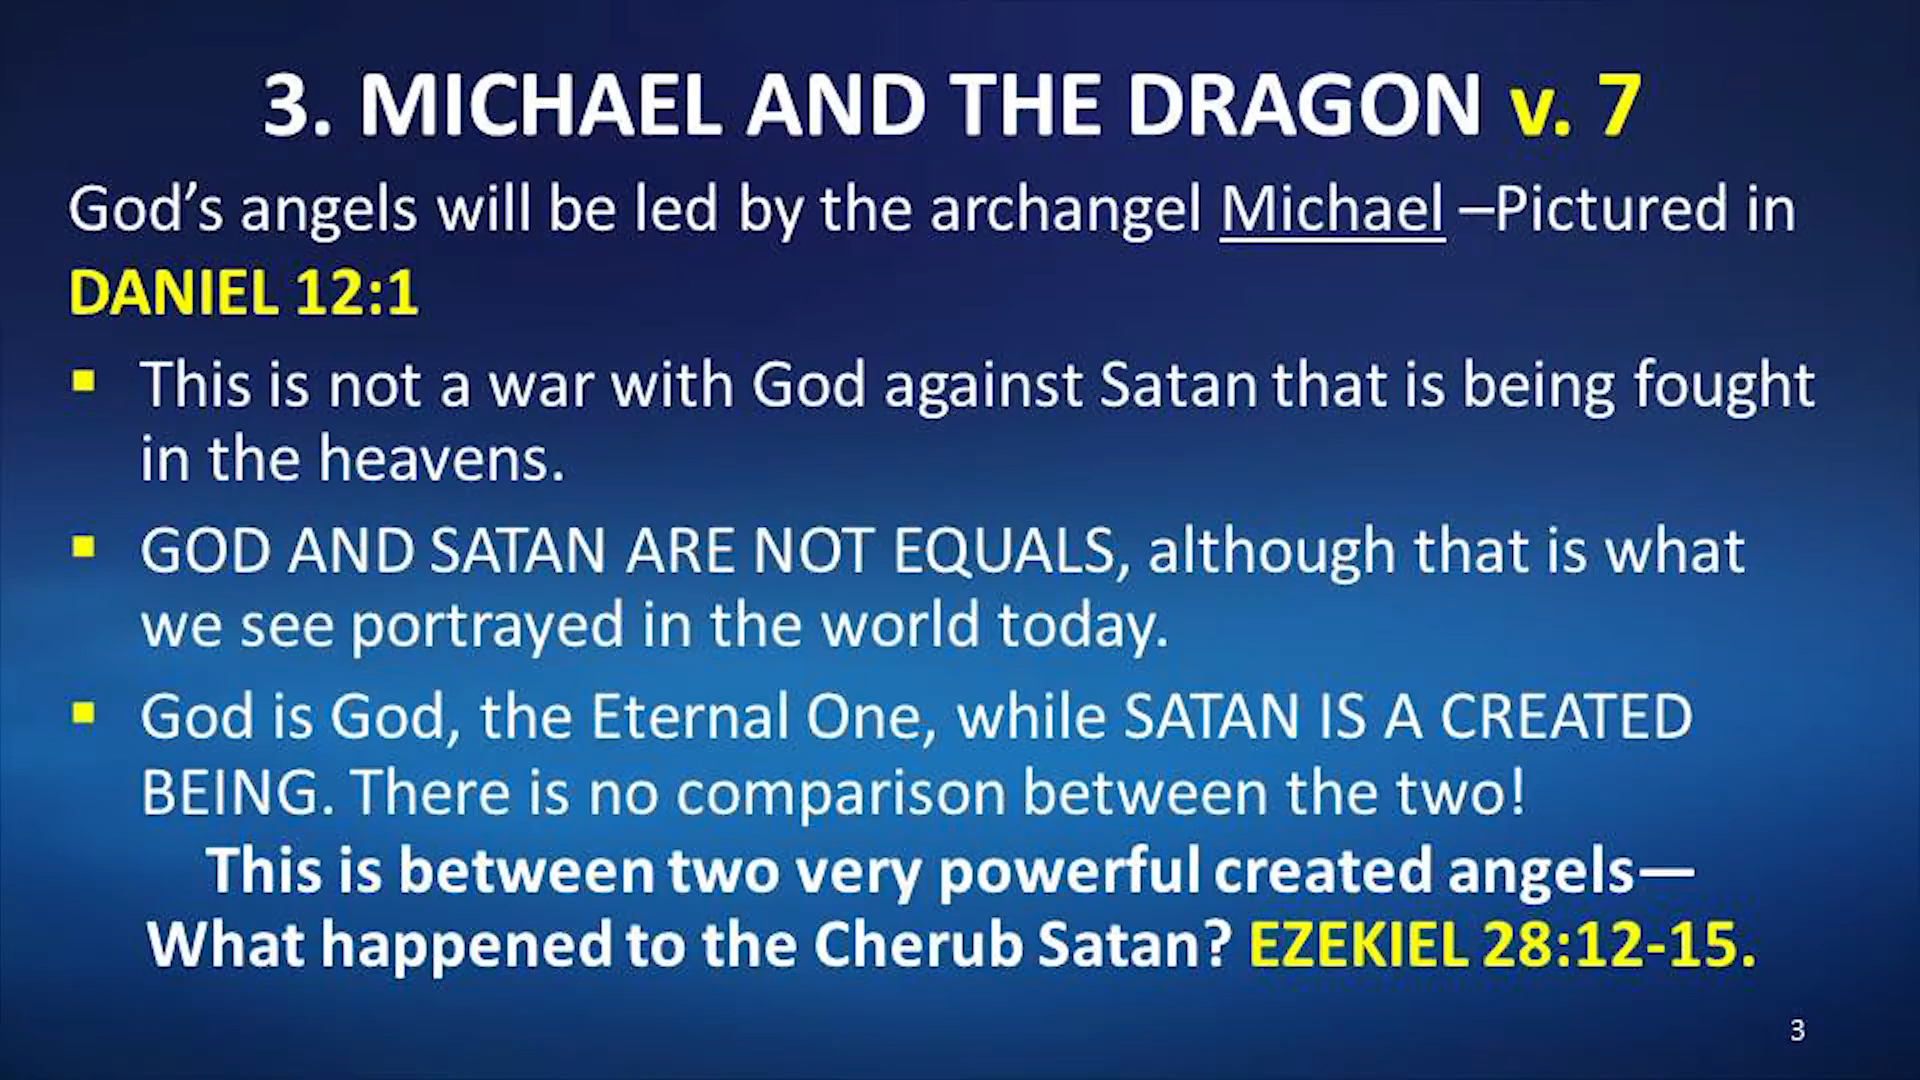 3. MICHAEL AND THE DRAGON v. 7
God’s angels will be led by the archangel Michael –Pictured in
DANIEL 12:1
▪ This is not a war with God against Satan that is being fought
in the heavens.
▪ GOD AND SATAN ARE NOT EQUALS, although that is what
we see portrayed in the world today.
▪ God is God, the Eternal One, while SATAN IS A CREATED
BEING. There is no comparison between the two!
This is between two very powerful created angels—
What happened to the Cherub Satan? EZEKIEL 28:12-15.
3